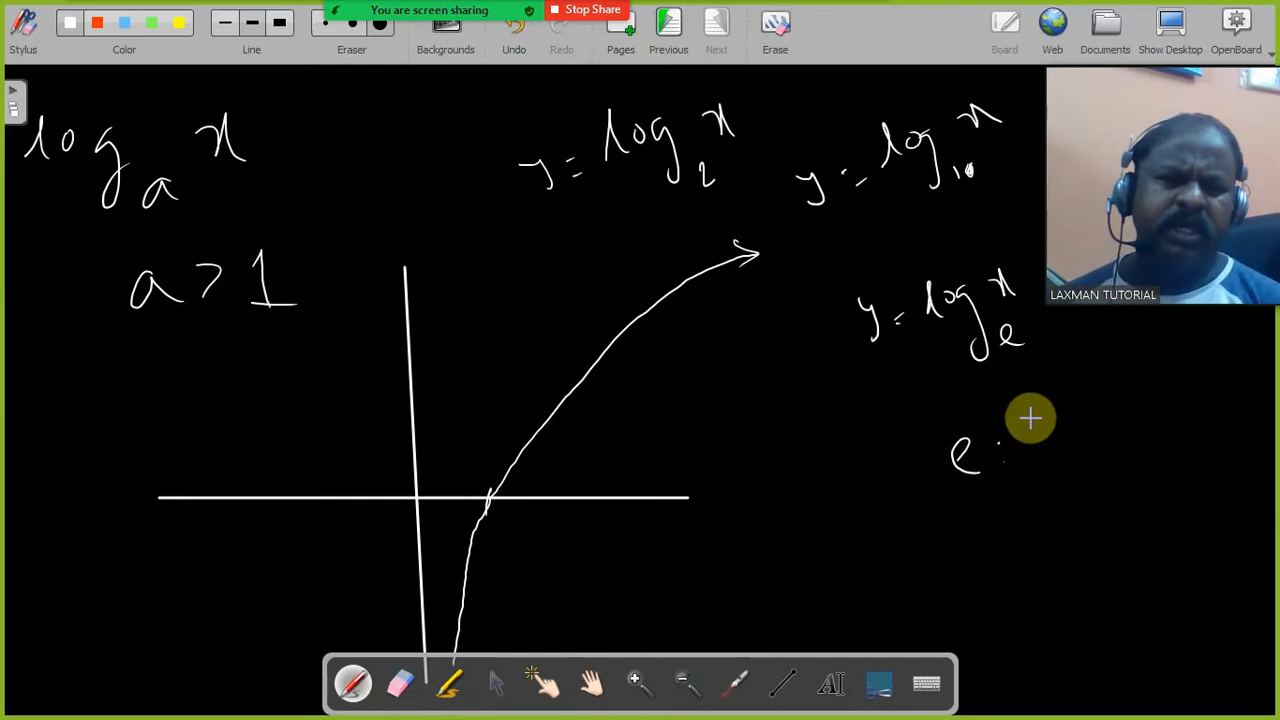 You are screen sharing Stop Share
Stylus Color Line Eraser Backgrounds Undo Redo Pages Previous Next Erase Board Web Documents Show Desktop OpenBoard
log_a x
y = log_2 x
y = log_10 x
LAXMAN TUTORIAL
a > 1
y = log_e x
e :
AI